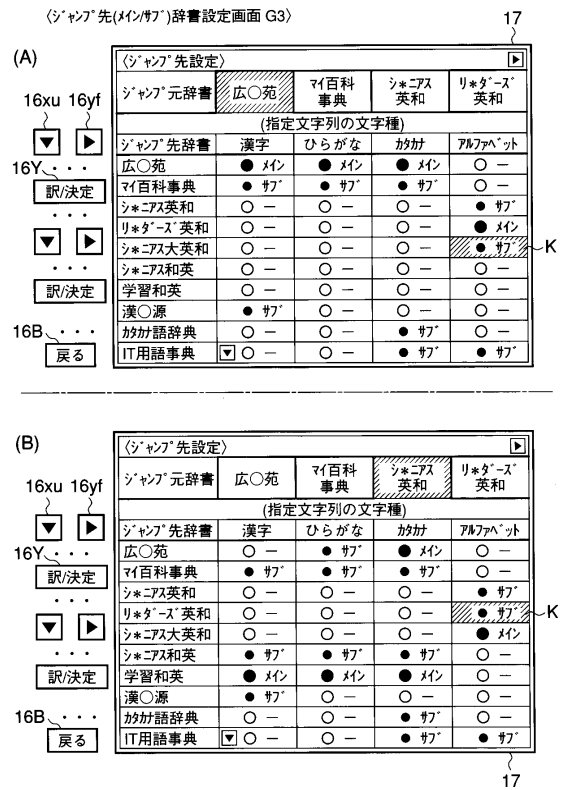 〈ｼﾞｬﾝﾌﾟ先(ﾒｲﾝ/ｻﾌﾞ)辞書設定画面 G3〉
17
(A)
〈ｼﾞｬﾝﾌﾟ先設定〉 ▶
ｼﾞｬﾝﾌﾟ元辞書 広〇苑 ﾏｲ百科事典 ｼ＊ﾆｱｽ英和 ﾘ＊ﾀﾞｰｽﾞ英和
(指定文字列の文字種)
ｼﾞｬﾝﾌﾟ先辞書 漢字 ひらがな ｶﾀｶﾅ ｱﾙﾌｧﾍﾞｯﾄ
広〇苑 ● ﾒｲﾝ ● ﾒｲﾝ ● ﾒｲﾝ ○ ―
ﾏｲ百科事典 ● ｻﾌﾞ ● ｻﾌﾞ ● ｻﾌﾞ ○ ―
ｼ＊ﾆｱｽ英和 ○ ― ○ ― ○ ― ● ｻﾌﾞ
ﾘ＊ﾀﾞｰｽﾞ英和 ○ ― ○ ― ○ ― ● ﾒｲﾝ
ｼ＊ﾆｱｽ大英和 ○ ― ○ ― ○ ― ● ｻﾌﾞ
ｼ＊ﾆｱｽ和英 ○ ― ○ ― ○ ― ○ ―
学習和英 ○ ― ○ ― ○ ― ○ ―
漢〇源 ● ｻﾌﾞ ○ ― ○ ― ○ ―
ｶﾀｶﾅ語辞典 ○ ― ○ ― ● ｻﾌﾞ ○ ―
IT用語事典 ▼ ○ ― ○ ― ● ｻﾌﾞ ● ｻﾌﾞ
16xu 16yf
▼ ▶
16Y ・・・
訳/決定
・・・
▼ ▶
・・・
訳/決定
16B ・・・
戻る
K
(B)
〈ｼﾞｬﾝﾌﾟ先設定〉 ▶
ｼﾞｬﾝﾌﾟ元辞書 広〇苑 ﾏｲ百科事典 ｼ＊ﾆｱｽ英和 ﾘ＊ﾀﾞｰｽﾞ英和
(指定文字列の文字種)
ｼﾞｬﾝﾌﾟ先辞書 漢字 ひらがな ｶﾀｶﾅ ｱﾙﾌｧﾍﾞｯﾄ
広〇苑 ○ ― ● ｻﾌﾞ ● ﾒｲﾝ ○ ―
ﾏｲ百科事典 ● ｻﾌﾞ ● ｻﾌﾞ ● ｻﾌﾞ ○ ―
ｼ＊ﾆｱｽ英和 ○ ― ○ ― ○ ― ● ｻﾌﾞ
ﾘ＊ﾀﾞｰｽﾞ英和 ○ ― ○ ― ○ ― ● ｻﾌﾞ
ｼ＊ﾆｱｽ大英和 ○ ― ○ ― ○ ― ● ﾒｲﾝ
ｼ＊ﾆｱｽ和英 ● ｻﾌﾞ ● ｻﾌﾞ ● ｻﾌﾞ ○ ―
学習和英 ● ﾒｲﾝ ● ﾒｲﾝ ● ﾒｲﾝ ○ ―
漢〇源 ● ｻﾌﾞ ○ ― ○ ― ○ ―
ｶﾀｶﾅ語辞典 ○ ― ○ ― ● ｻﾌﾞ ○ ―
IT用語事典 ▼ ○ ― ○ ― ● ｻﾌﾞ ● ｻﾌﾞ
16xu 16yf
▼ ▶
16Y ・・・
訳/決定
・・・
▼ ▶
・・・
訳/決定
16B ・・・
戻る
K
17